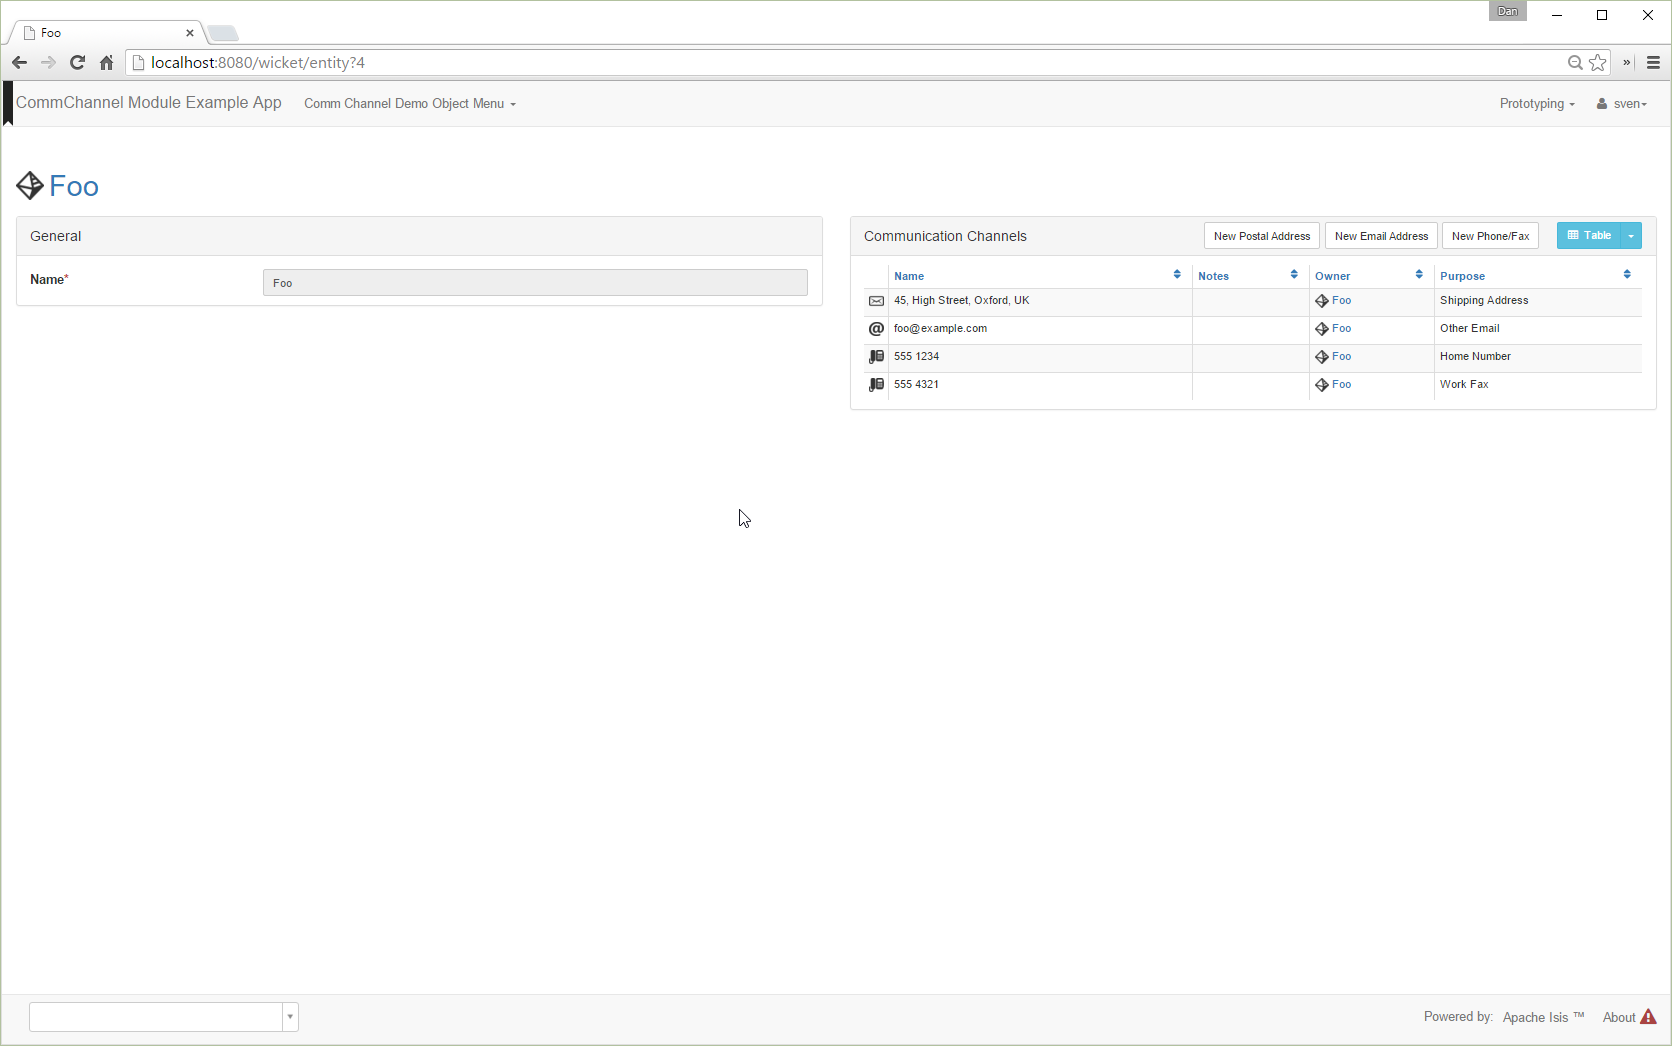 Dan
Foo
localhost:8080/wicket/entity?4
CommChannel Module Example App Comm Channel Demo Object Menu Prototyping sven
Foo
General
Name*
Foo
Communication Channels New Postal Address New Email Address New Phone/Fax Table
Name Notes Owner Purpose
45, High Street, Oxford, UK Foo Shipping Address
@ foo@example.com Foo Other Email
555 1234 Foo Home Number
555 4321 Foo Work Fax
Powered by: Apache Isis ™ About